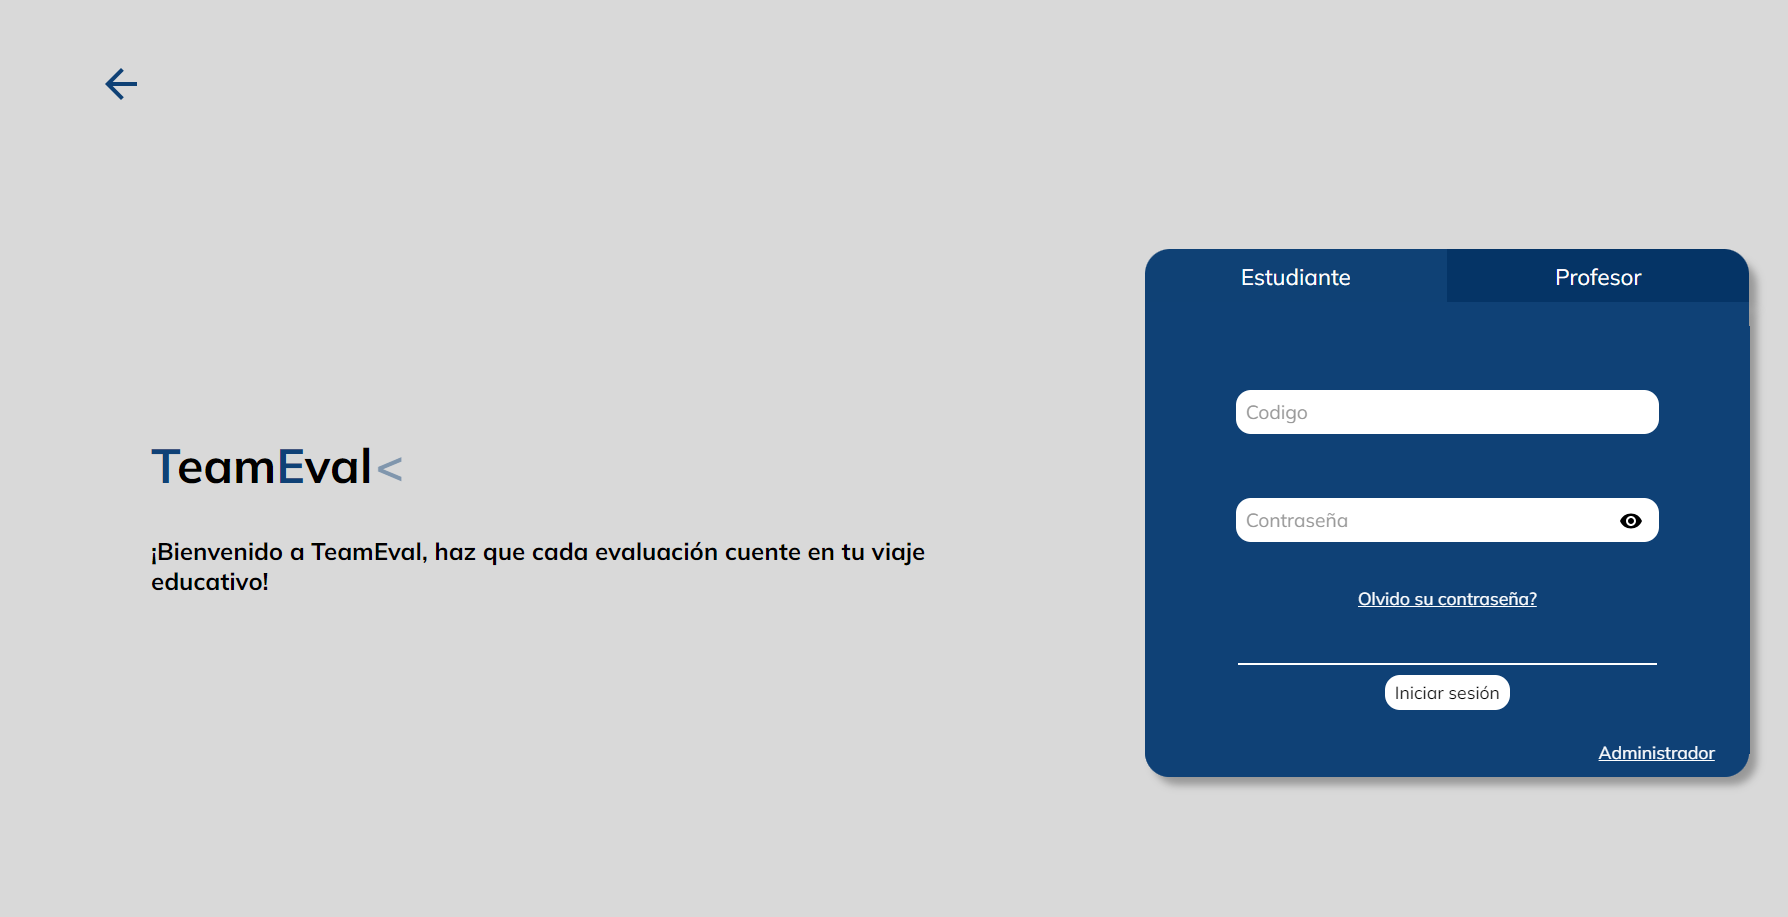 TeamEval<
¡Bienvenido a TeamEval, haz que cada evaluación cuente en tu viaje
educativo!
Estudiante
Profesor
Codigo
Contraseña
Olvido su contraseña?
Iniciar sesión
Administrador